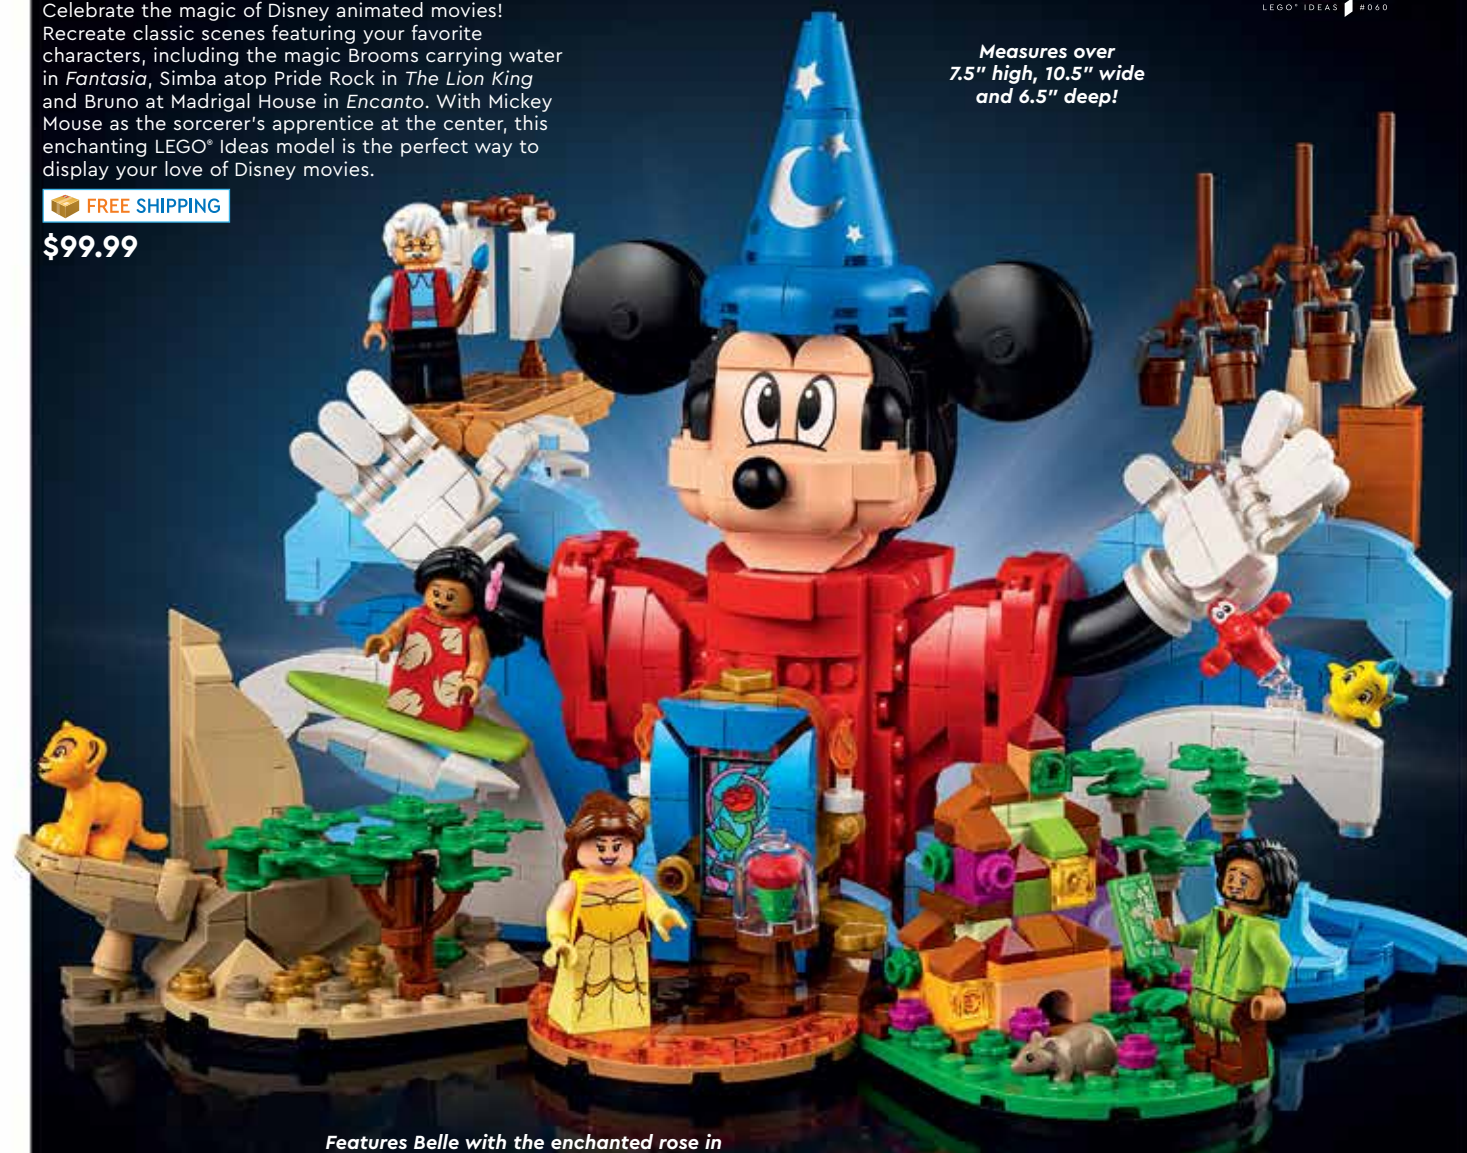 LEGO® IDEAS #060
Celebrate the magic of Disney animated movies!
Recreate classic scenes featuring your favorite
characters, including the magic Brooms carrying water
in Fantasia, Simba atop Pride Rock in The Lion King
and Bruno at Madrigal House in Encanto. With Mickey
Mouse as the sorcerer's apprentice at the center, this
enchanting LEGO® Ideas model is the perfect way to
display your love of Disney movies.
FREE SHIPPING
$99.99
Measures over
7.5" high, 10.5" wide
and 6.5" deep!
Features Belle with the enchanted rose in